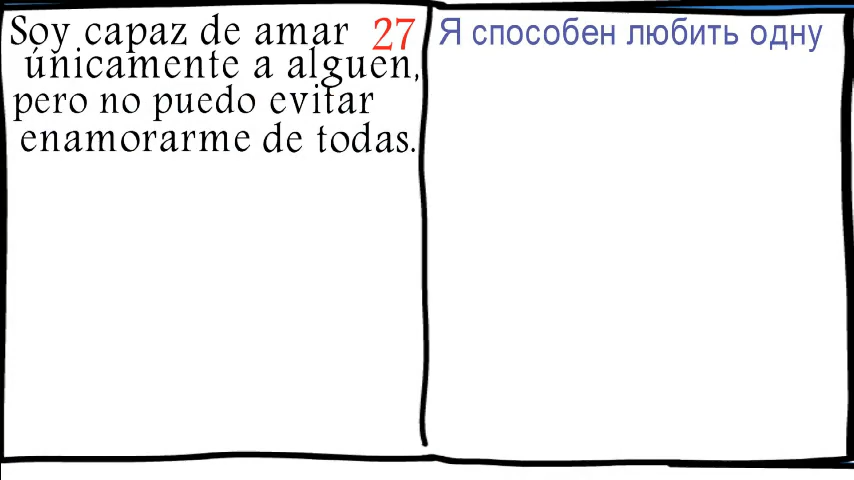 Soy capaz de amar 27
únicamente a alguen,
pero no puedo evitar
enamorarme de todas.
Я способен любить одну